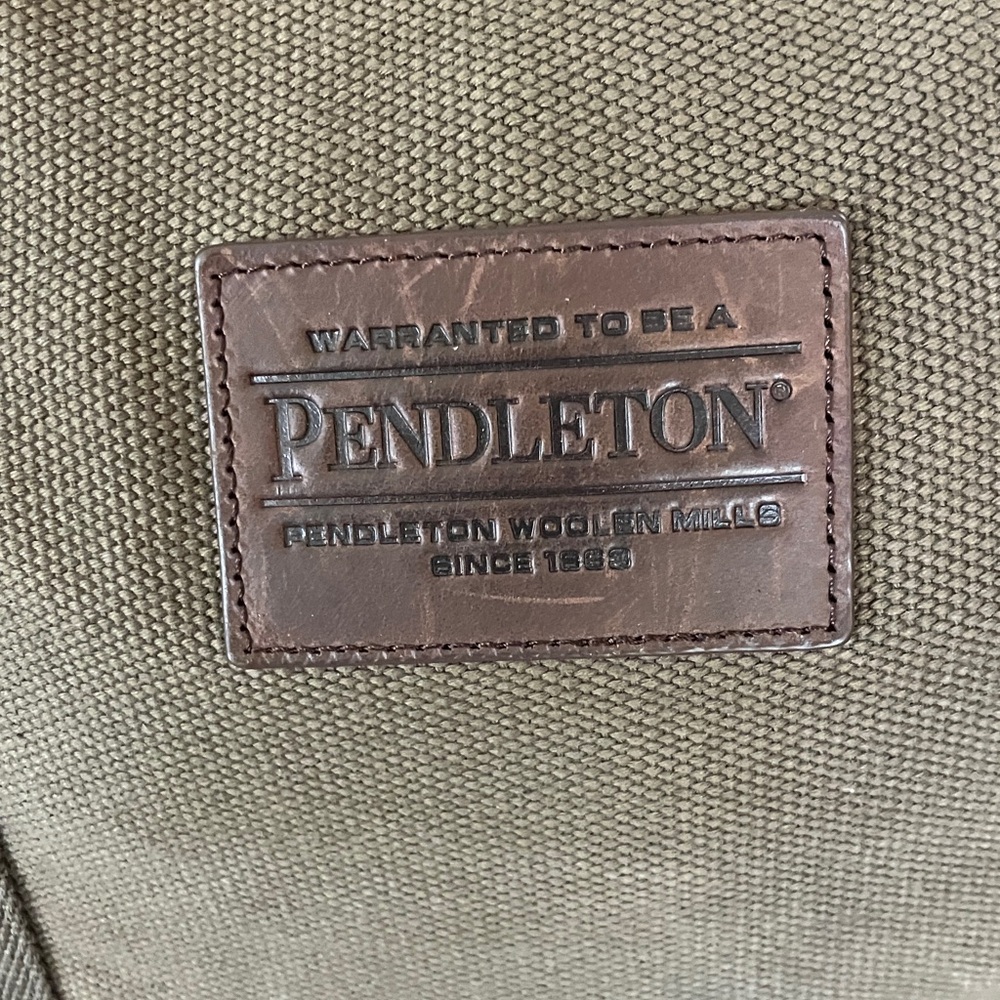 WARRANTED TO BE A
PENDLETON®
PENDLETON WOOLEN MILLS
SINCE 1863